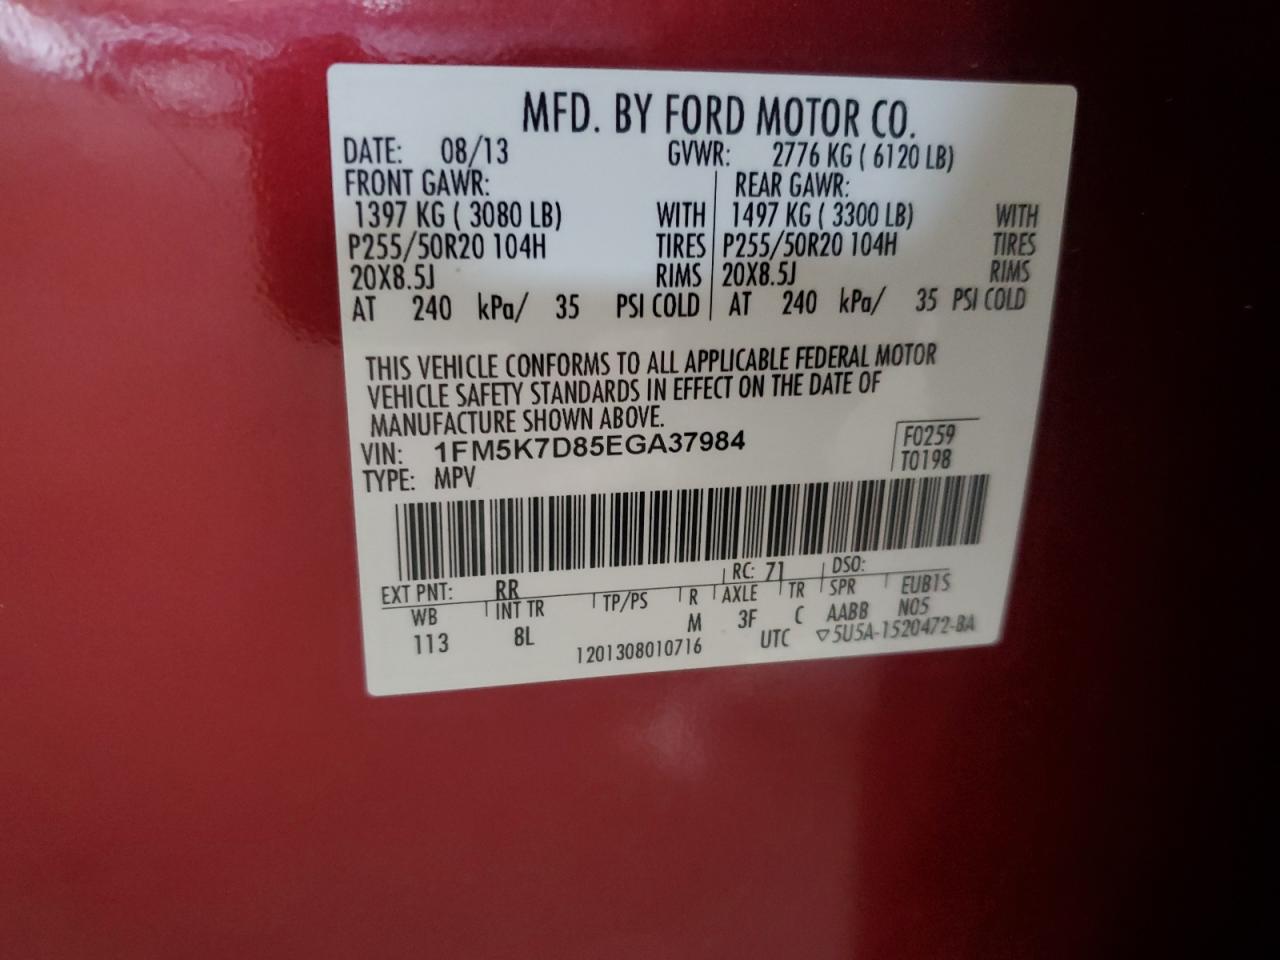 MFD. BY FORD MOTOR CO.
DATE: 08/13 GVWR: 2776 KG ( 6120 LB)
FRONT GAWR: REAR GAWR:
1397 KG ( 3080 LB) WITH 1497 KG ( 3300 LB) WITH
P255/50R20 104H TIRES P255/50R20 104H TIRES
20X8.5J RIMS 20X8.5J RIMS
AT 240 kPa/ 35 PSI COLD AT 240 kPa/ 35 PSI COLD
THIS VEHICLE CONFORMS TO ALL APPLICABLE FEDERAL MOTOR
VEHICLE SAFETY STANDARDS IN EFFECT ON THE DATE OF
MANUFACTURE SHOWN ABOVE.
VIN: 1FM5K7D85EGA37984 F0259
TYPE: MPV T0198
EXT PNT: RR RC: 71 DSO:
WB INT TR TP/PS R AXLE TR SPR EUB1S
113 8L M 3F C AABB N05
1201308010716 UTC ▽5U5A-1520472-BA